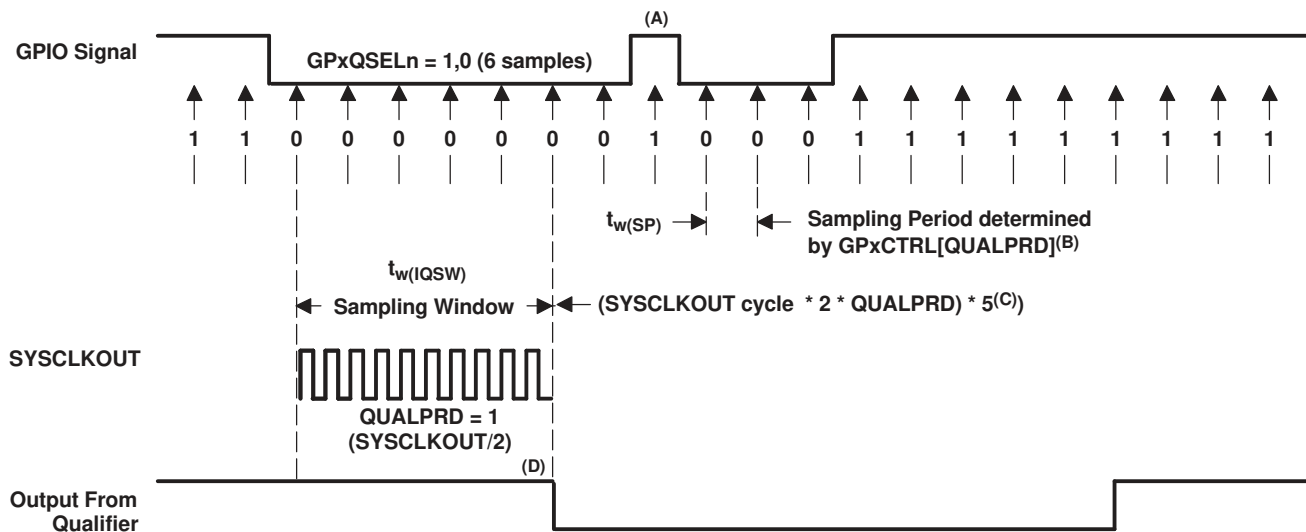 (A)
GPIO Signal
GPxQSELn = 1,0 (6 samples)
1 1 0 0 0 0 0 0 0 1 0 0 0 1 1 1 1 1 1 1 1 1
tw(SP)
Sampling Period determined
by GPxCTRL[QUALPRD](B)
tw(IQSW)
Sampling Window
(SYSCLKOUT cycle * 2 * QUALPRD) * 5(C))
SYSCLKOUT
QUALPRD = 1
(SYSCLKOUT/2)
(D)
Output From
Qualifier